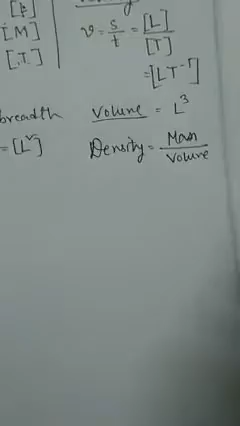 [L]
[M]
[T]
v = s/t = [L]/[T]
= [LT⁻¹]
breadth
= [L²]
Volume = L³
Density = Mass/Volume